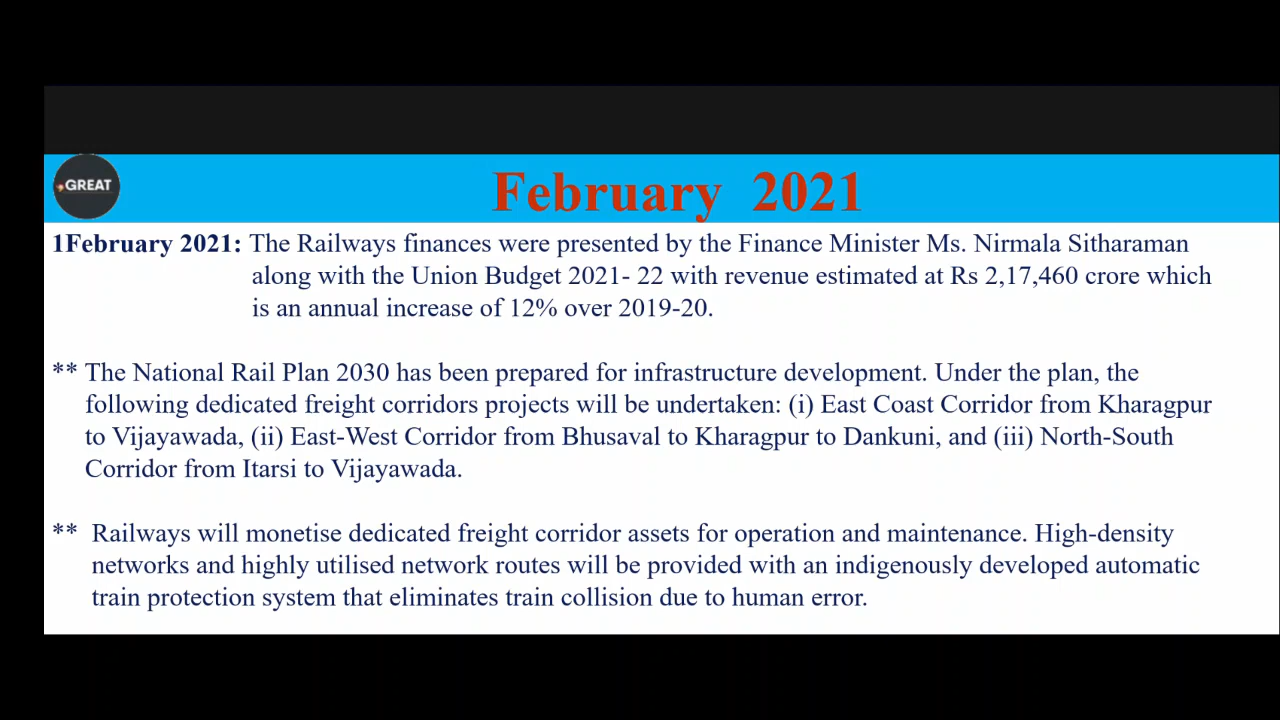 GREAT
February 2021
1February 2021: The Railways finances were presented by the Finance Minister Ms. Nirmala Sitharaman
along with the Union Budget 2021- 22 with revenue estimated at Rs 2,17,460 crore which
is an annual increase of 12% over 2019-20.
** The National Rail Plan 2030 has been prepared for infrastructure development. Under the plan, the
following dedicated freight corridors projects will be undertaken: (i) East Coast Corridor from Kharagpur
to Vijayawada, (ii) East-West Corridor from Bhusaval to Kharagpur to Dankuni, and (iii) North-South
Corridor from Itarsi to Vijayawada.
** Railways will monetise dedicated freight corridor assets for operation and maintenance. High-density
networks and highly utilised network routes will be provided with an indigenously developed automatic
train protection system that eliminates train collision due to human error.